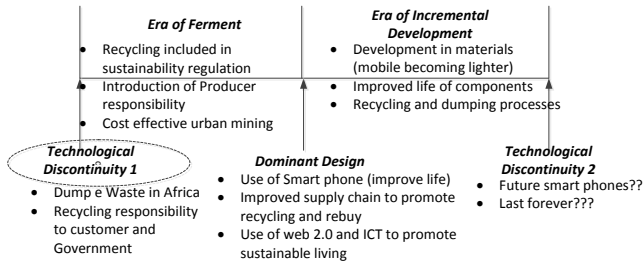 Era of Ferment
• Recycling included in
sustainability regulation
• Introduction of Producer
responsibility
• Cost effective urban mining
Era of Incremental
Development
• Development in materials
(mobile becoming lighter)
• Improved life of components
• Recycling and dumping processes
Technological
Discontinuity 1
• Dump e Waste in Africa
• Recycling responsibility
to customer and
Government
Dominant Design
• Use of Smart phone (improve life)
• Improved supply chain to promote
recycling and rebuy
• Use of web 2.0 and ICT to promote
sustainable living
Technological
Discontinuity 2
• Future smart phones??
• Last forever???